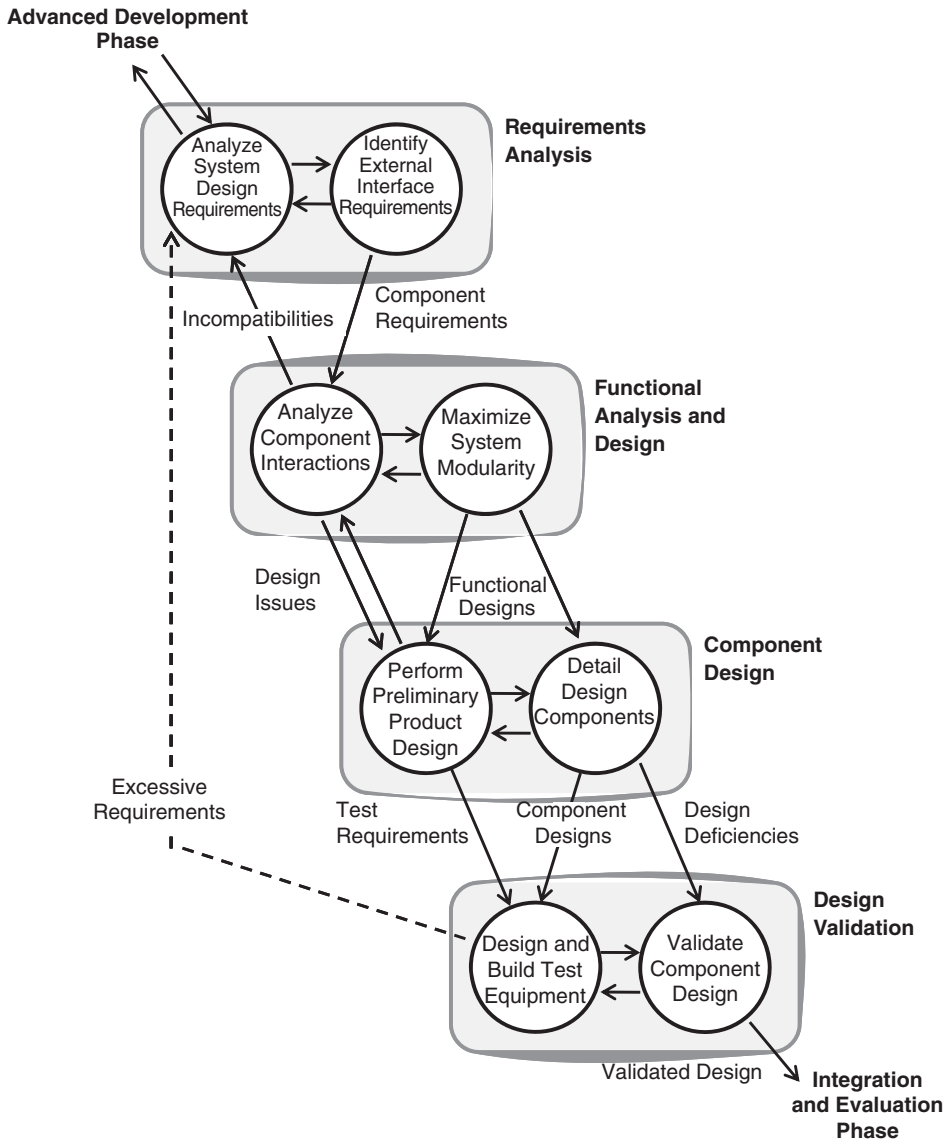 Advanced Development
Phase
Analyze
System
Design
Requirements
Identify
External
Interface
Requirements
Requirements
Analysis
Incompatibilities
Component
Requirements
Analyze
Component
Interactions
Maximize
System
Modularity
Functional
Analysis and
Design
Design
Issues
Functional
Designs
Perform
Preliminary
Product
Design
Detail
Design
Components
Component
Design
Excessive
Requirements
Test
Requirements
Component
Designs
Design
Deficiencies
Design and
Build Test
Equipment
Validate
Component
Design
Design
Validation
Validated Design
Integration
and Evaluation
Phase